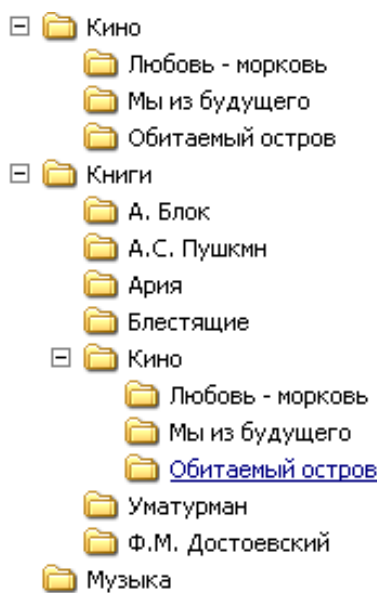 Кино
Любовь - морковь
Мы из будущего
Обитаемый остров
Книги
А. Блок
А.С. Пушкмн
Ария
Блестящие
Кино
Любовь - морковь
Мы из будущего
Обитаемый остров
Уматурман
Ф.М. Достоевский
Музыка